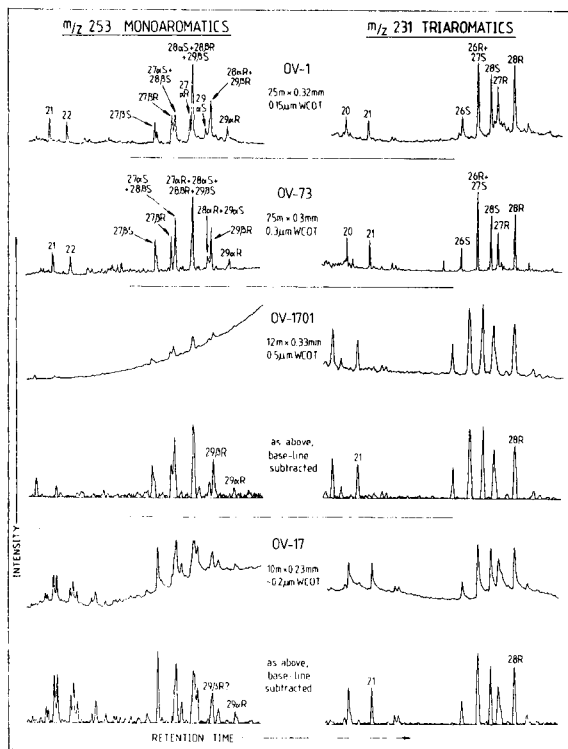 m/z 253 MONOAROMATICS
m/z 231 TRIAROMATICS
28αS+28βR
+29βS
27αS+
28βS
27
αR
28αR+
29βR
27βR
29
αS
27βS
29αR
21
22
OV-1
25m×0.32mm
0.15μm WCOT
26R+
27S
28R
28S
27R
20
21
26S
27αS
+28βS
27αR+28αS+
28βR+29βS
27βR
28αR+29αS
27βS
29βR
29αR
21
22
OV-73
25m×0.3mm
0.3μm WCOT
26R+
27S
28S
28R
27R
20
21
26S
OV-1701
12m×0.33mm
0.5μm WCOT
as above,
base-line
subtracted
29βR
29αR
21
28R
OV-17
10m×0.23mm
~0.2μm WCOT
as above,
base-line
subtracted
29βR?
29αR
21
28R
INTENSITY
RETENTION TIME